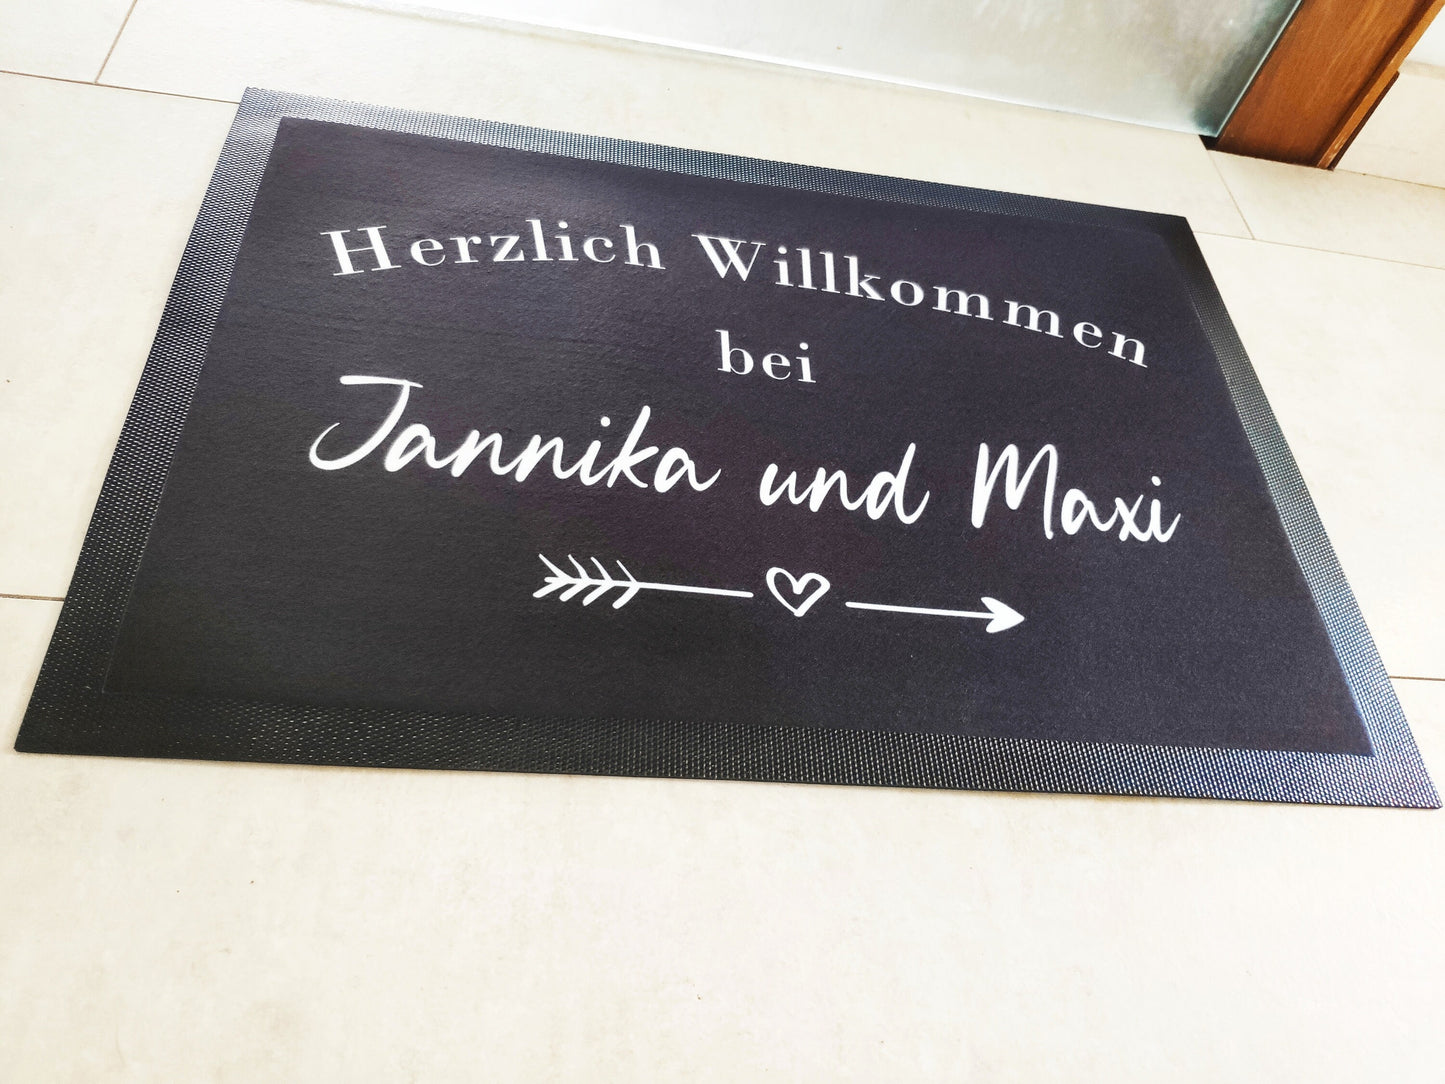 Herzlich Willkommen
bei
Jannika und Maxi